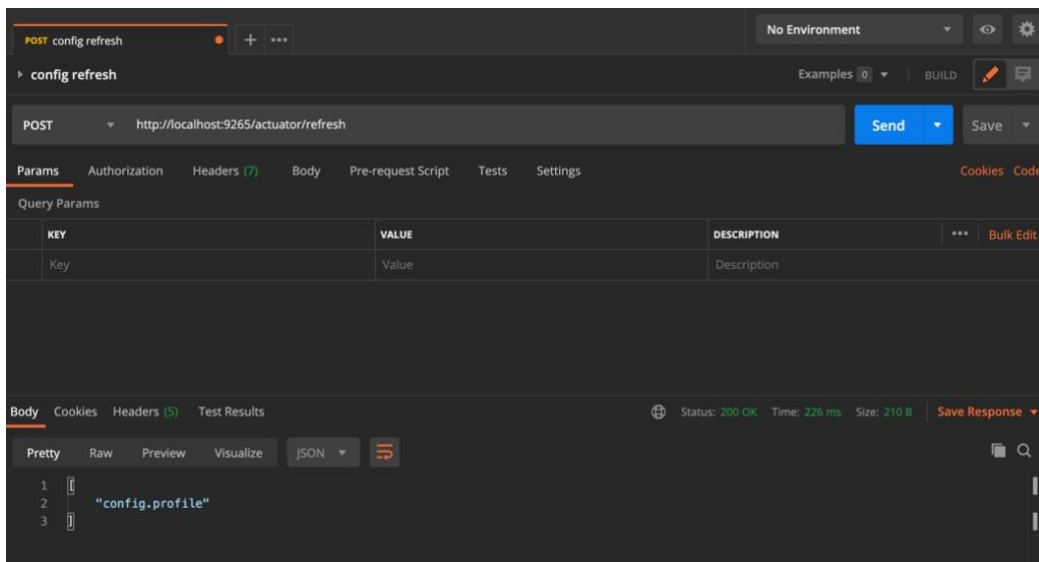 POST config refresh
No Environment
config refresh
Examples 0
BUILD
POST http://localhost:9265/actuator/refresh
Send
Save
Params Authorization Headers (7) Body Pre-request Script Tests Settings
Cookies Code
Query Params
KEY VALUE DESCRIPTION
Bulk Edit
Key Value Description
Body Cookies Headers (5) Test Results
Status: 200 OK Time: 226 ms Size: 210 B
Save Response
Pretty Raw Preview Visualize JSON
1 [
2 "config.profile"
3 ]